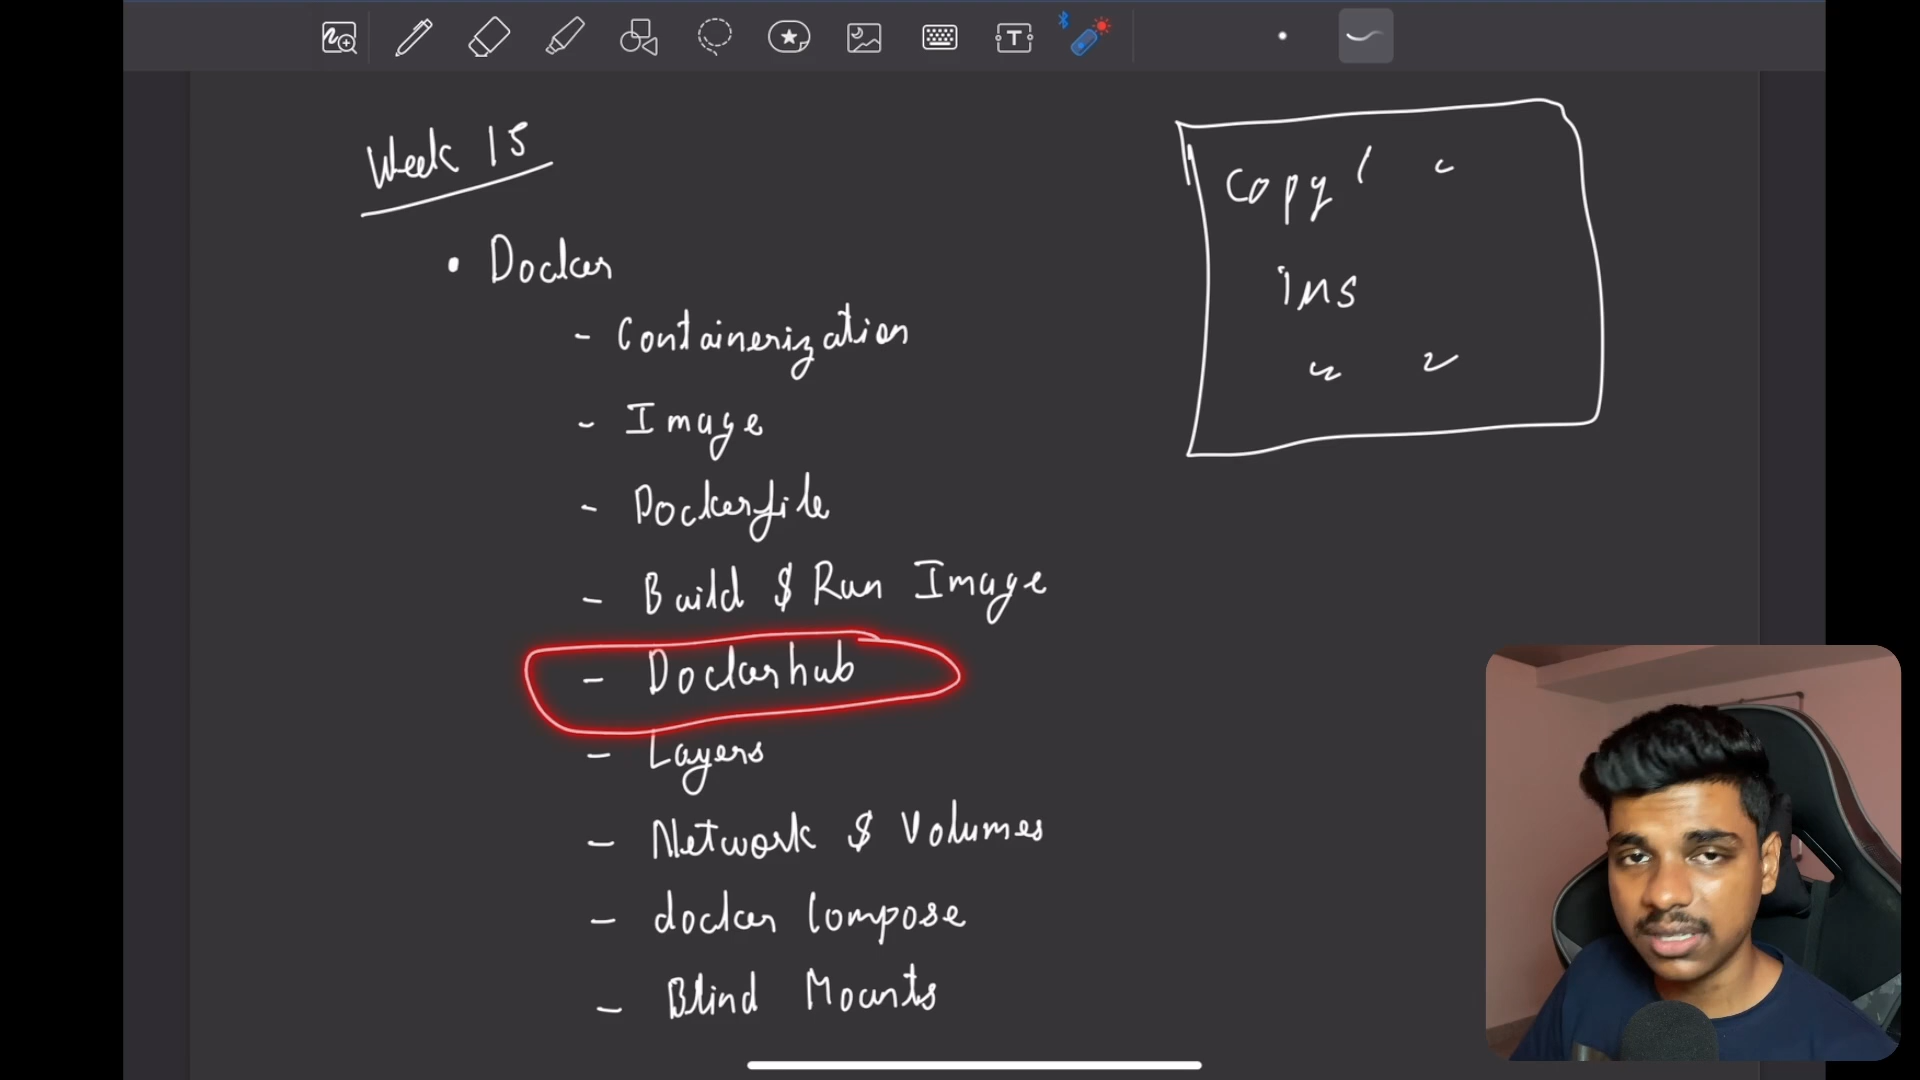 Week 15
• Docker
- Containerization
- Image
- Dockerfile
- Build & Run Image
- Dockerhub
- Layers
- Network & Volumes
- docker Compose
- Blind Mounts
Copy
ins
T